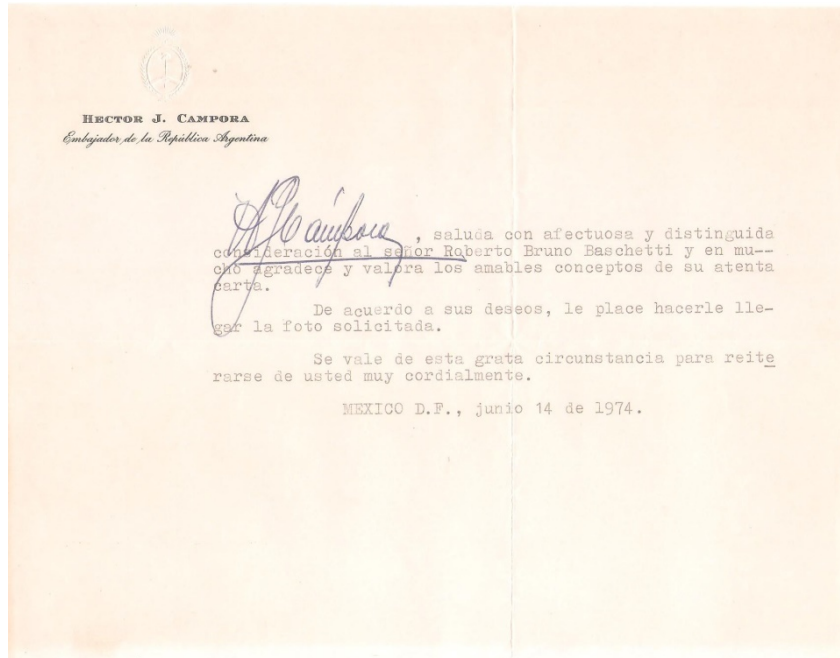 HECTOR J. CAMPORA
Embajador de la República Argentina
HJCámpora, saluda con afectuosa y distinguida
consideración al señor Roberto Bruno Baschetti y en mu--
cho agradece y valora los amables conceptos de su atenta
carta.
De acuerdo a sus deseos, le place hacerle lle-
gar la foto solicitada.
Se vale de esta grata circunstancia para reite
rarse de usted muy cordialmente.
MEXICO D.F., junio 14 de 1974.